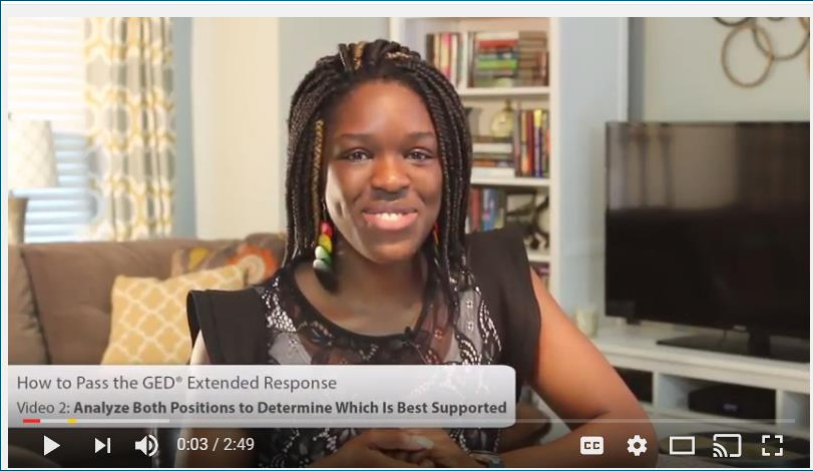 How to Pass the GED® Extended Response
Video 2: Analyze Both Positions to Determine Which Is Best Supported
0:03 / 2:49
CC